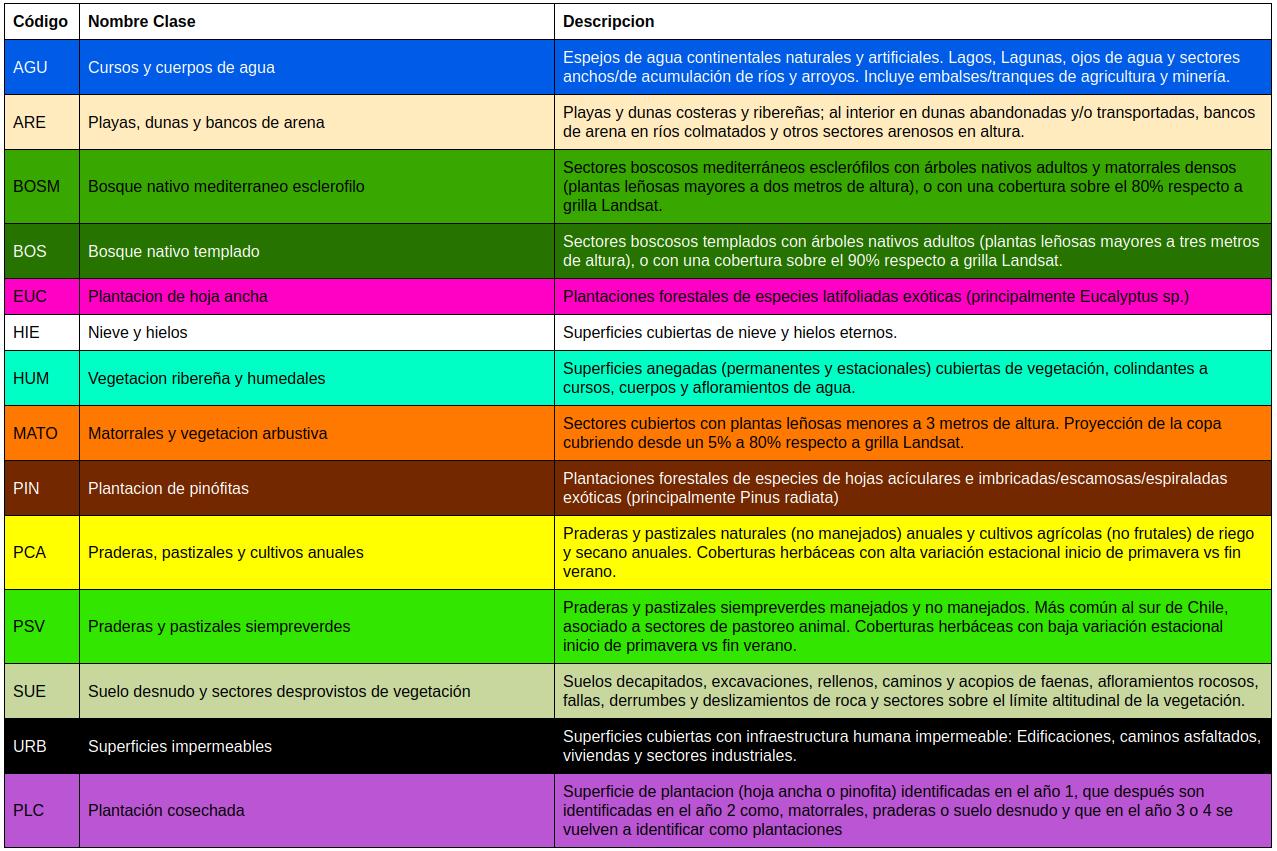 Código Nombre Clase Descripcion
AGU Cursos y cuerpos de agua Espejos de agua continentales naturales y artificiales. Lagos, Lagunas, ojos de agua y sectores
anchos/de acumulación de ríos y arroyos. Incluye embalses/tranques de agricultura y minería.
ARE Playas, dunas y bancos de arena Playas y dunas costeras y ribereñas; al interior en dunas abandonadas y/o transportadas, bancos
de arena en ríos colmatados y otros sectores arenosos en altura.
BOSM Bosque nativo mediterraneo esclerofilo Sectores boscosos mediterráneos esclerófilos con árboles nativos adultos y matorrales densos
(plantas leñosas mayores a dos metros de altura), o con una cobertura sobre el 80% respecto a
grilla Landsat.
BOS Bosque nativo templado Sectores boscosos templados con árboles nativos adultos (plantas leñosas mayores a tres metros
de altura), o con una cobertura sobre el 90% respecto a grilla Landsat.
EUC Plantacion de hoja ancha Plantaciones forestales de especies latifoliadas exóticas (principalmente Eucalyptus sp.)
HIE Nieve y hielos Superficies cubiertas de nieve y hielos eternos.
HUM Vegetacion ribereña y humedales Superficies anegadas (permanentes y estacionales) cubiertas de vegetación, colindantes a
cursos, cuerpos y afloramientos de agua.
MATO Matorrales y vegetacion arbustiva Sectores cubiertos con plantas leñosas menores a 3 metros de altura. Proyección de la copa
cubriendo desde un 5% a 80% respecto a grilla Landsat.
PIN Plantacion de pinófitas Plantaciones forestales de especies de hojas acículares e imbricadas/escamosas/espiraladas
exóticas (principalmente Pinus radiata)
PCA Praderas, pastizales y cultivos anuales Praderas y pastizales naturales (no manejados) anuales y cultivos agrícolas (no frutales) de riego
y secano anuales. Coberturas herbáceas con alta variación estacional inicio de primavera vs fin
verano.
PSV Praderas y pastizales siempreverdes Praderas y pastizales siempreverdes manejados y no manejados. Más común al sur de Chile,
asociado a sectores de pastoreo animal. Coberturas herbáceas con baja variación estacional
inicio de primavera vs fin verano.
SUE Suelo desnudo y sectores desprovistos de vegetación Suelos decapitados, excavaciones, rellenos, caminos y acopios de faenas, afloramientos rocosos,
fallas, derrumbes y deslizamientos de roca y sectores sobre el límite altitudinal de la vegetación.
URB Superficies impermeables Superficies cubiertas con infraestructura humana impermeable: Edificaciones, caminos asfaltados,
viviendas y sectores industriales.
PLC Plantación cosechada Superficie de plantacion (hoja ancha o pinofita) identificadas en el año 1, que después son
identificadas en el año 2 como, matorrales, praderas o suelo desnudo y que en el año 3 o 4 se
vuelven a identificar como plantaciones